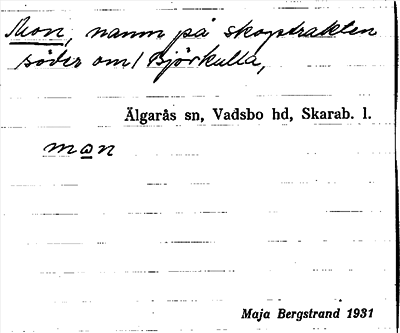 Mon, namn på skogstrakten
söder om Björkulla,
Älgarås sn, Vadsbo hd, Skarab. l.
mon
Maja Bergstrand 1931